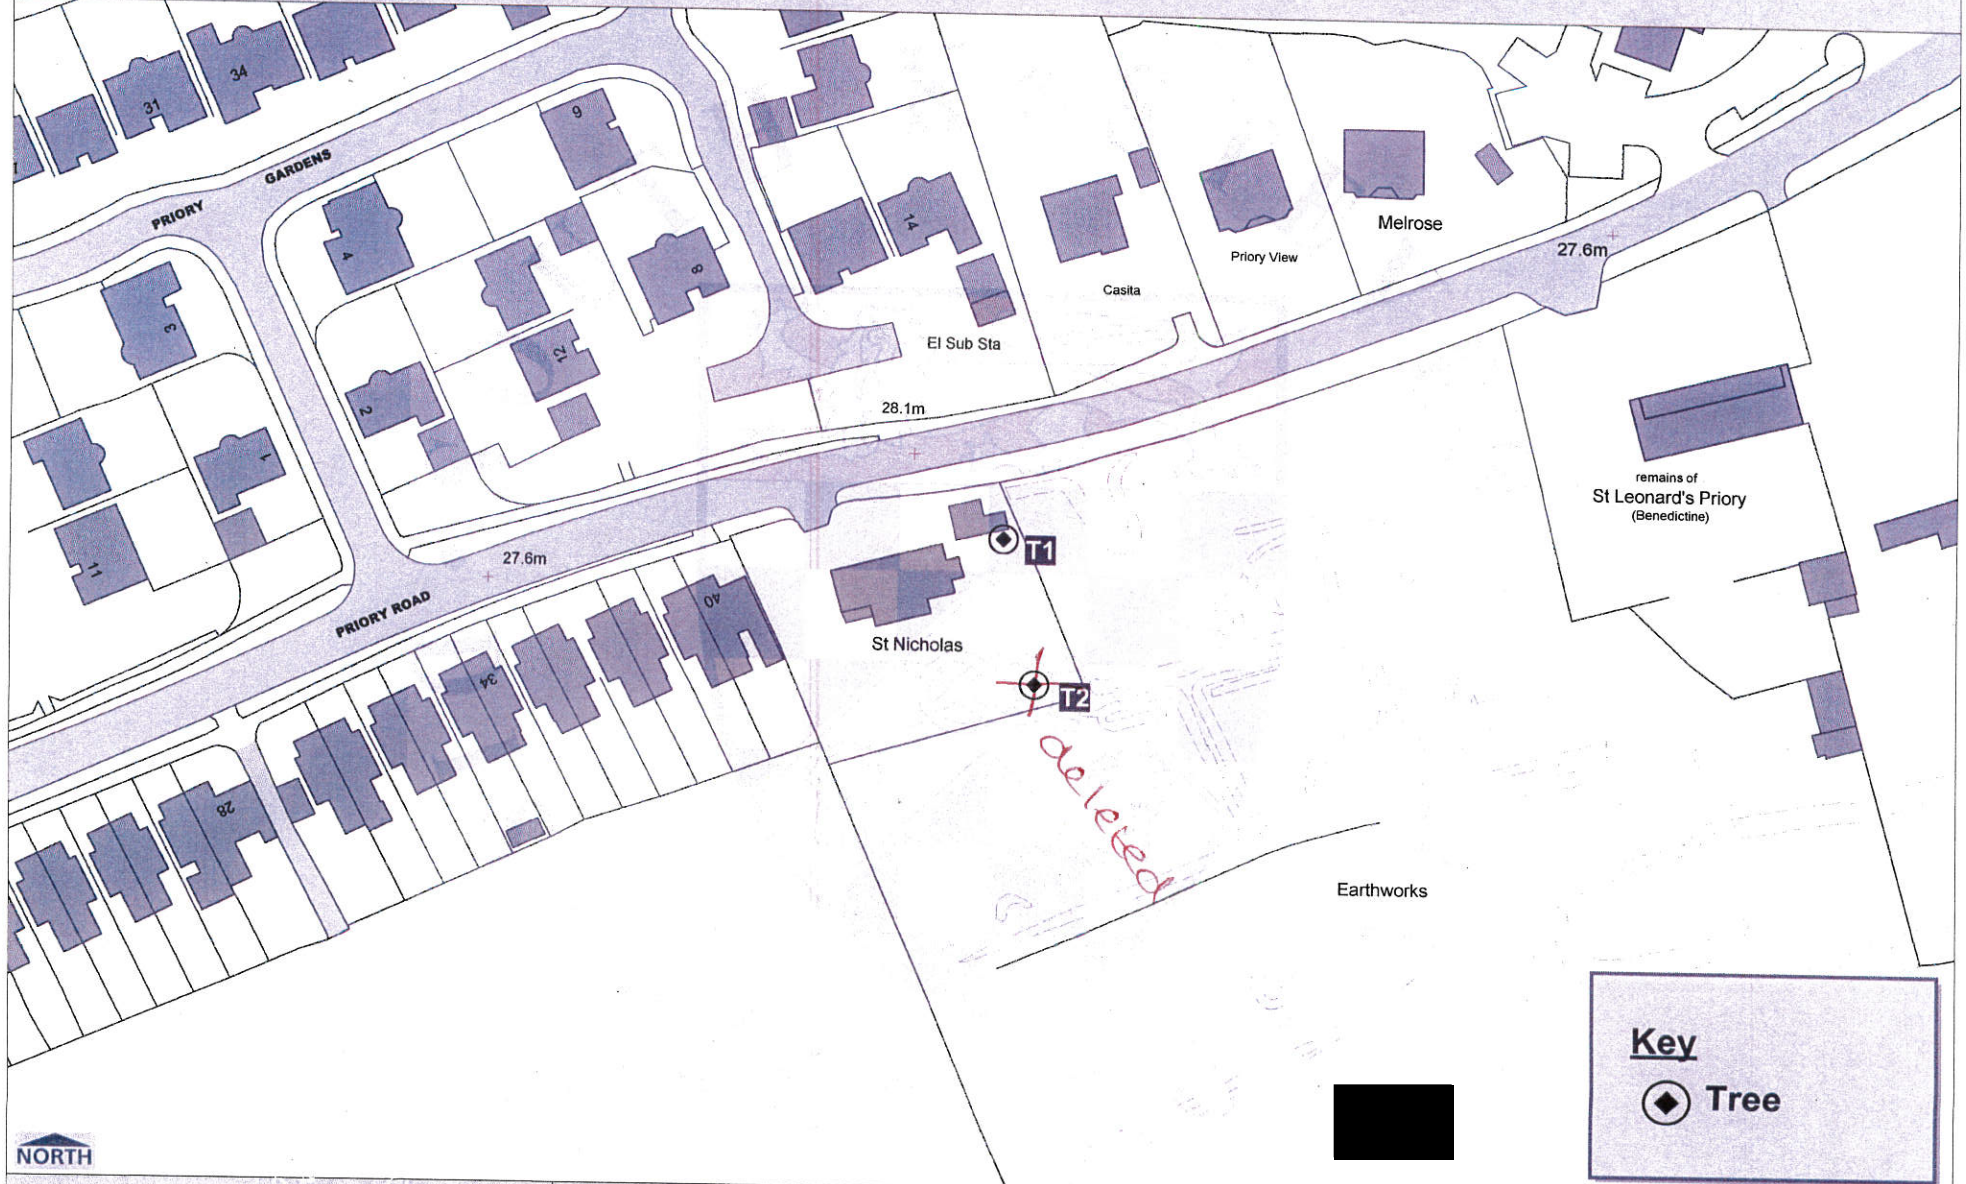 31
34
9
GARDENS
PRIORY
4
8
14
3
12
2
1
11
Melrose
Priory View
Casita
El Sub Sta
27.6m
28.1m
27.6m
PRIORY ROAD
40
34
28
St Nicholas
T1
T2
deleted
remains of
St Leonard's Priory
(Benedictine)
Earthworks
Key
Tree
NORTH